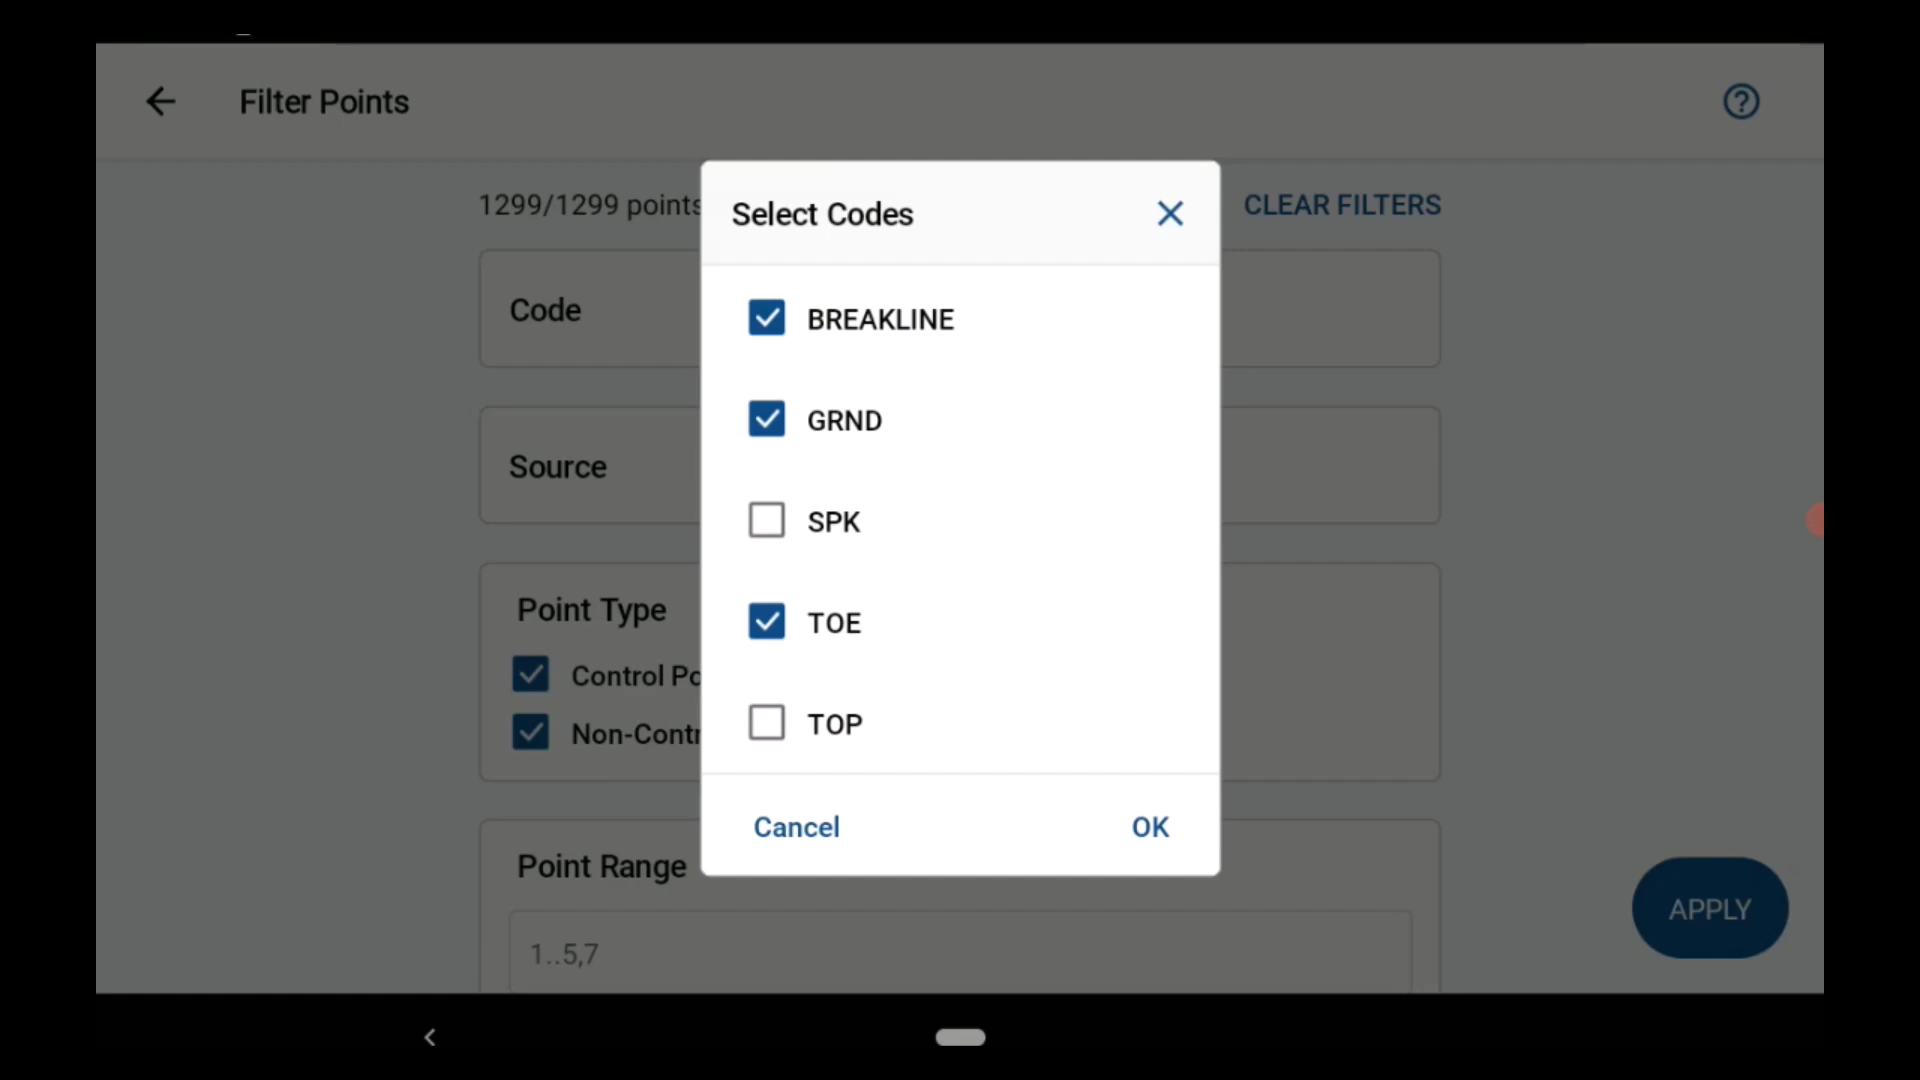 Filter Points
1299/1299 points
CLEAR FILTERS
Select Codes
Code
BREAKLINE
GRND
Source
SPK
Point Type
TOE
Control Po
Non-Contr
TOP
Cancel
OK
Point Range
APPLY
1..5,7